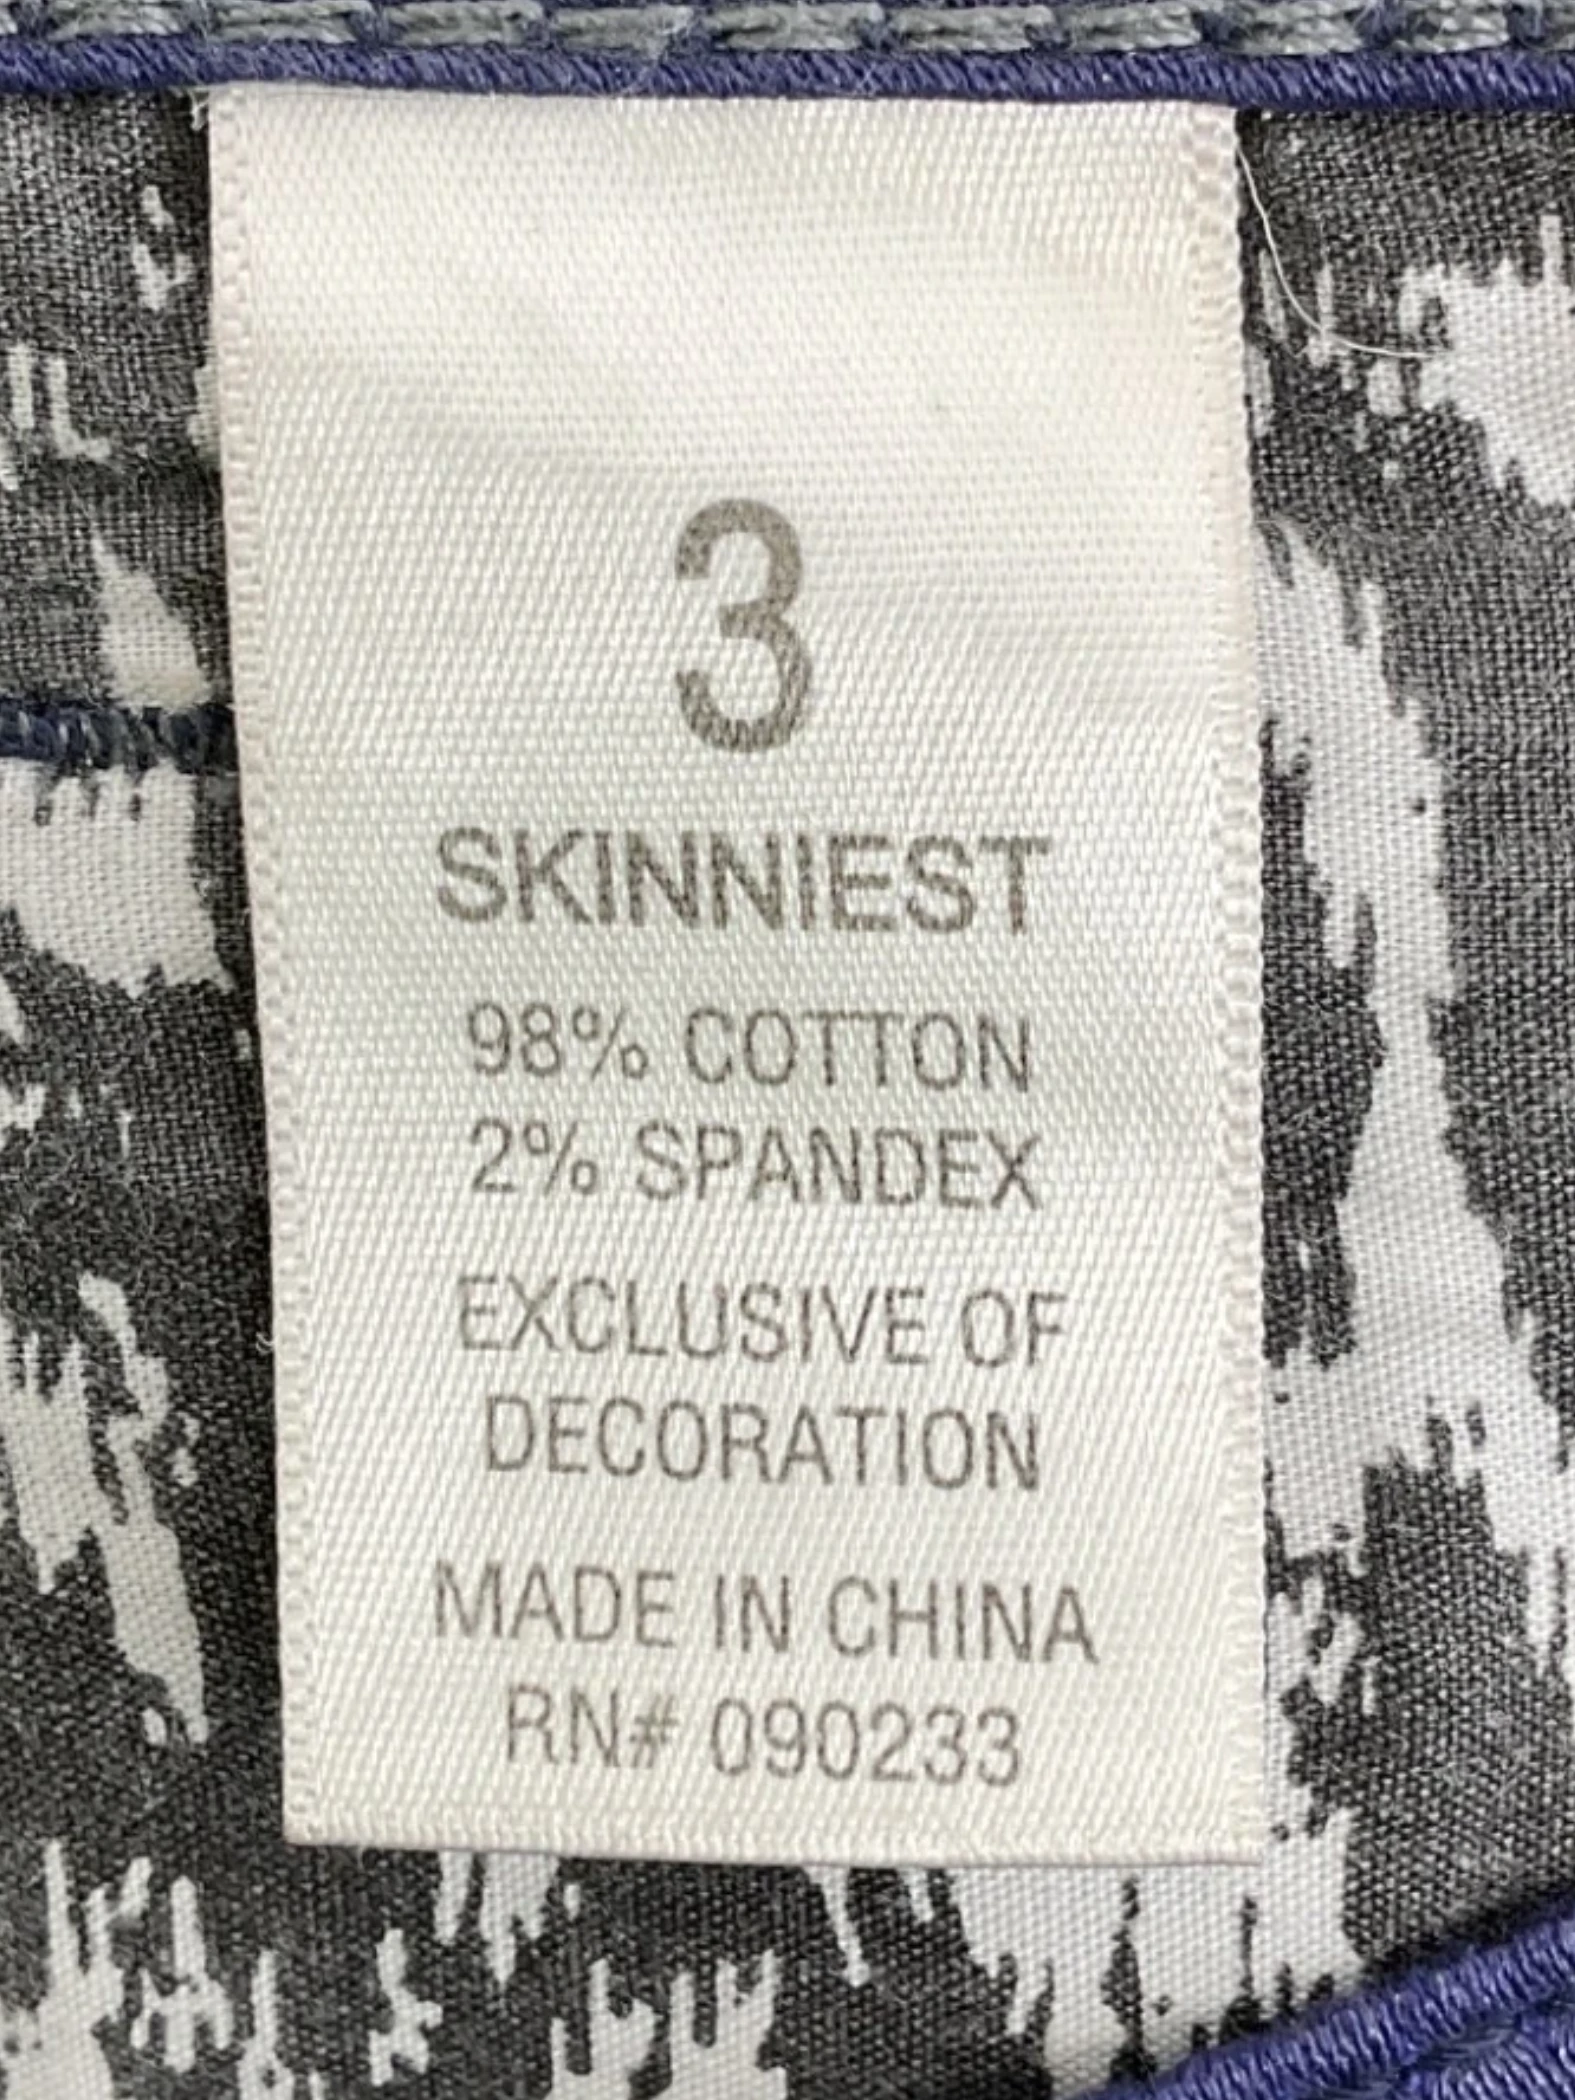 3
SKINNIEST
98% COTTON
2% SPANDEX
EXCLUSIVE OF
DECORATION
MADE IN CHINA
RN# 090233